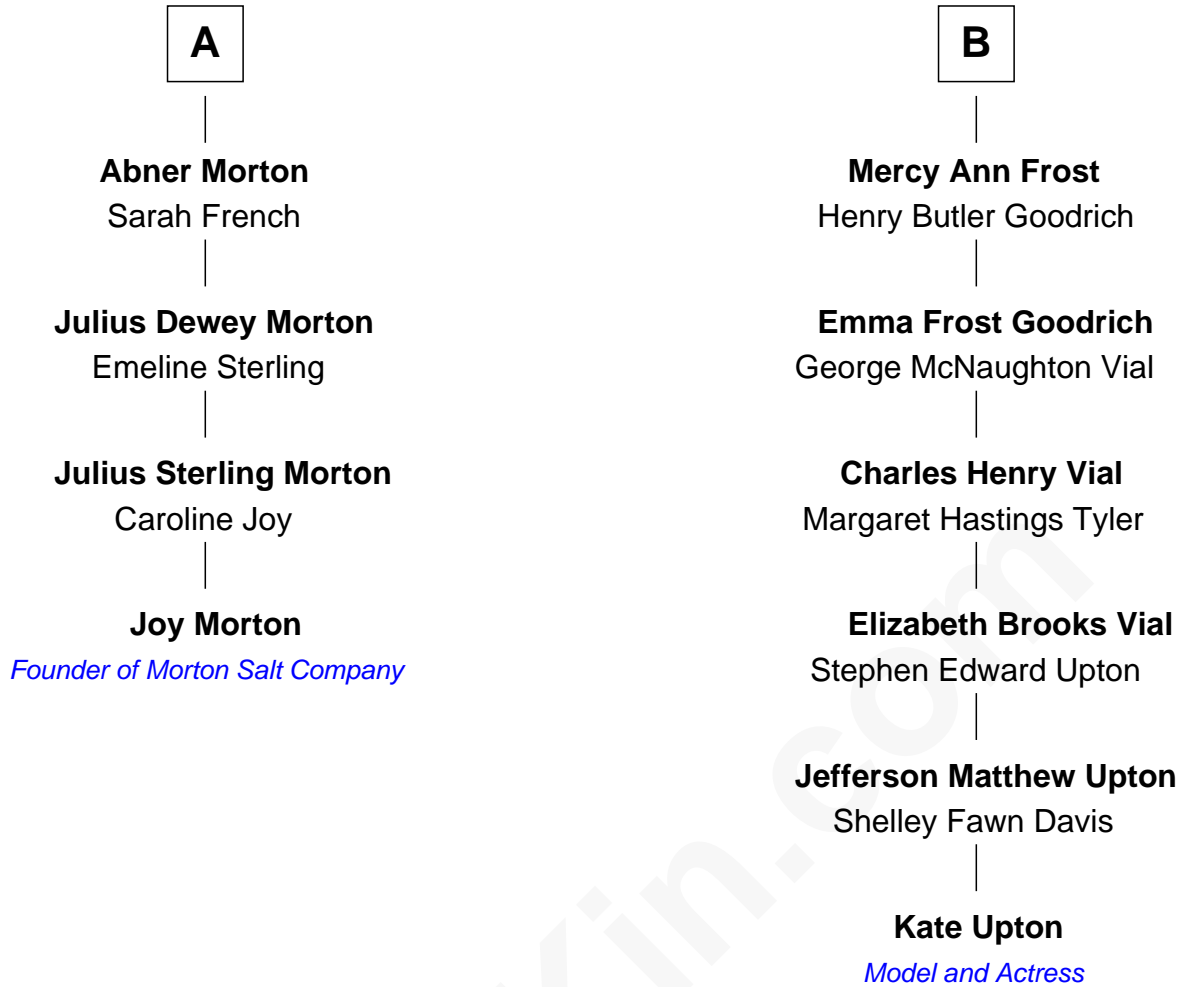 A
Abner Morton
Sarah French
Julius Dewey Morton
Emeline Sterling
Julius Sterling Morton
Caroline Joy
Joy Morton
Founder of Morton Salt Company
B
Mercy Ann Frost
Henry Butler Goodrich
Emma Frost Goodrich
George McNaughton Vial
Charles Henry Vial
Margaret Hastings Tyler
Elizabeth Brooks Vial
Stephen Edward Upton
Jefferson Matthew Upton
Shelley Fawn Davis
Kate Upton
Model and Actress